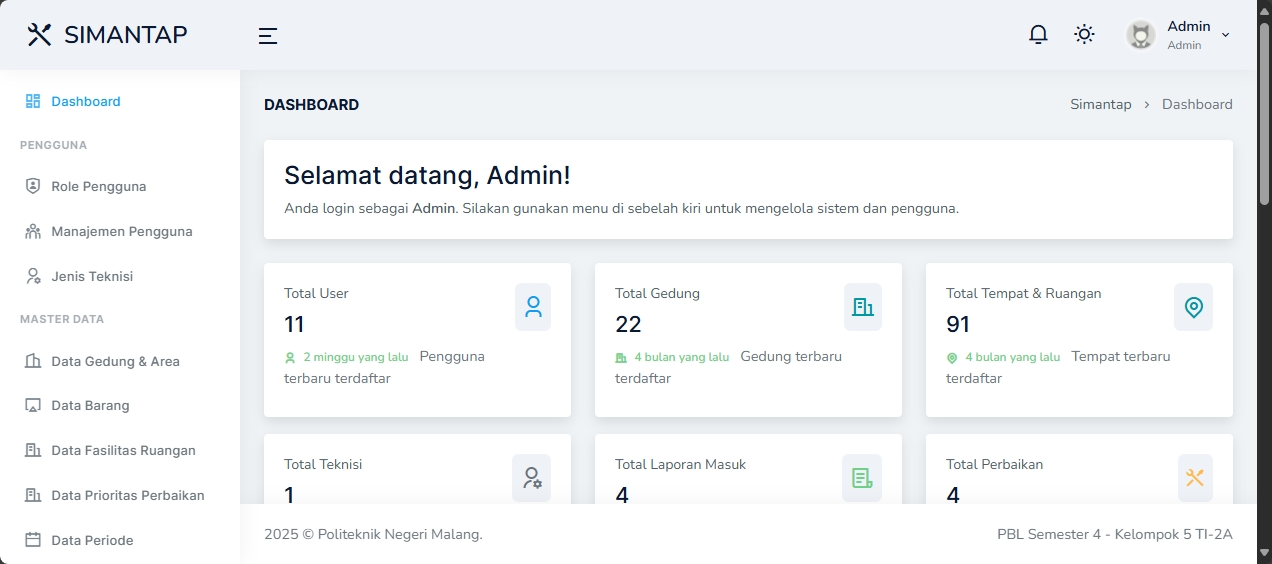 SIMANTAP
Admin
Admin
Dashboard
PENGGUNA
Role Pengguna
Manajemen Pengguna
Jenis Teknisi
MASTER DATA
Data Gedung & Area
Data Barang
Data Fasilitas Ruangan
Data Prioritas Perbaikan
Data Periode
DASHBOARD
Simantap > Dashboard
Selamat datang, Admin!
Anda login sebagai Admin. Silakan gunakan menu di sebelah kiri untuk mengelola sistem dan pengguna.
Total User
11
2 minggu yang lalu Pengguna
terbaru terdaftar
Total Gedung
22
4 bulan yang lalu Gedung terbaru
terdaftar
Total Tempat & Ruangan
91
4 bulan yang lalu Tempat terbaru
terdaftar
Total Teknisi
1
Total Laporan Masuk
4
Total Perbaikan
4
2025 © Politeknik Negeri Malang.
PBL Semester 4 - Kelompok 5 TI-2A